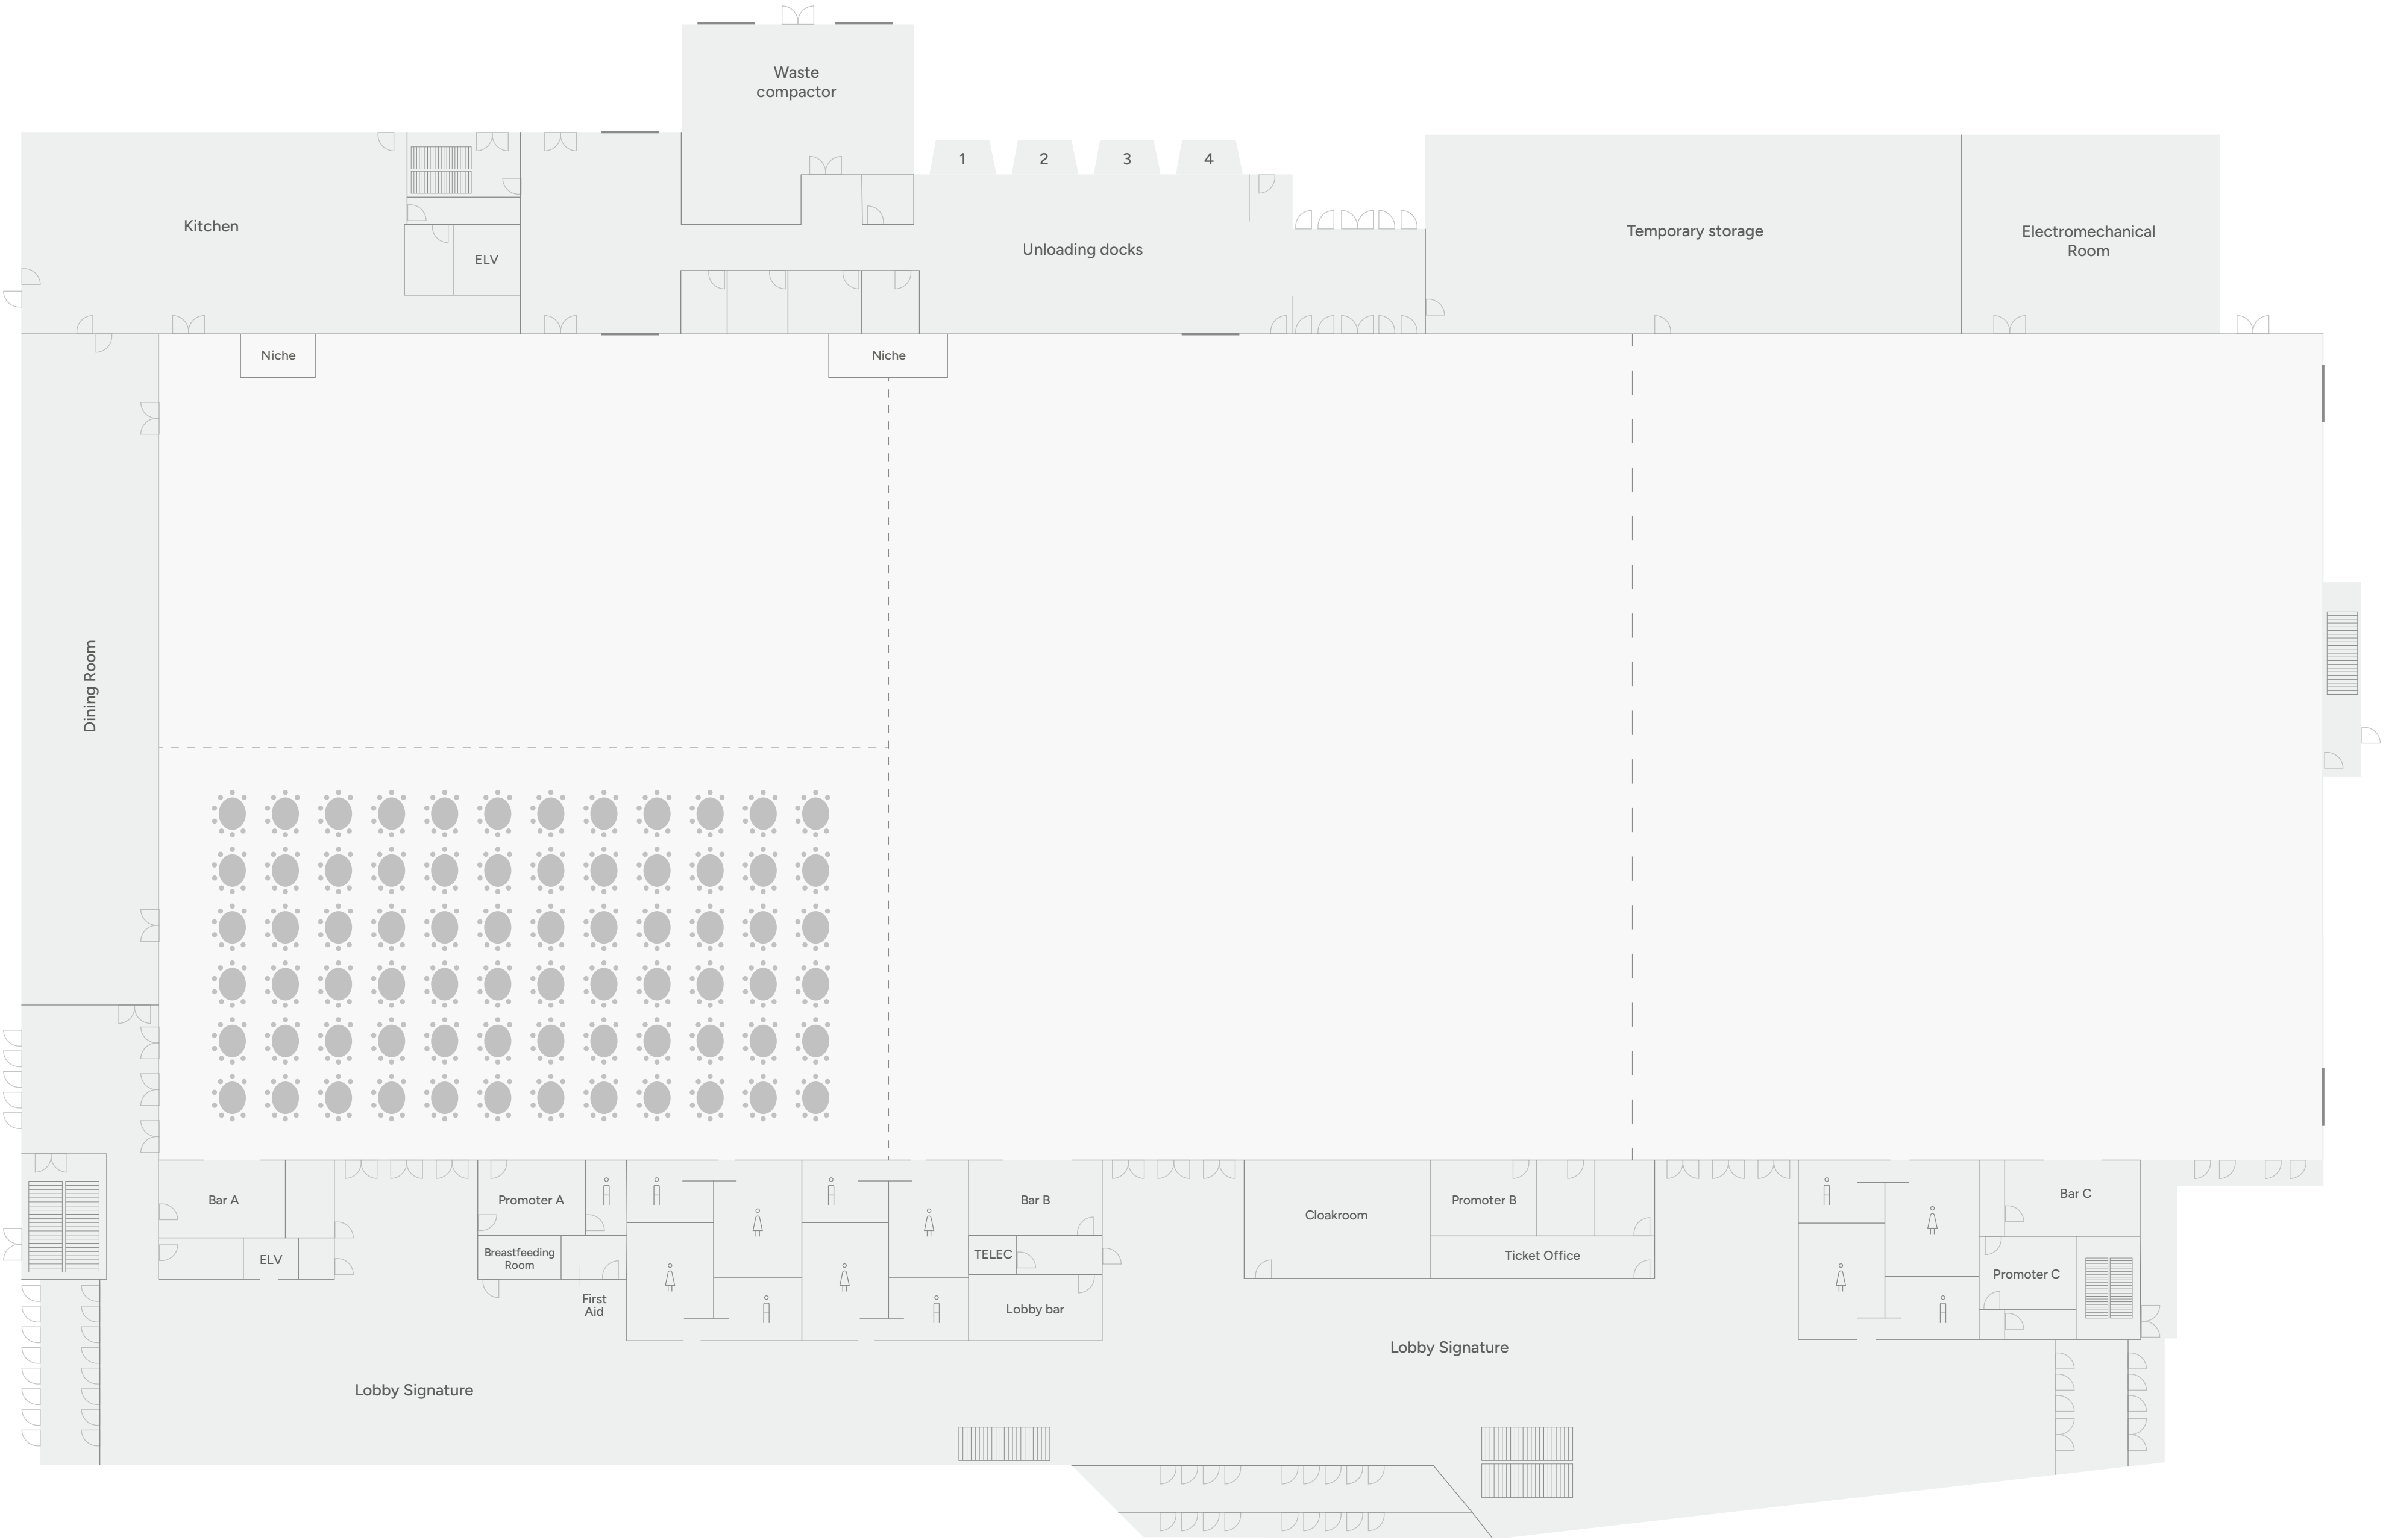 Waste
compactor
1
2
3
4
Kitchen
ELV
Unloading docks
Temporary storage
Electromechanical
Room
Niche
Niche
Dining Room
Bar A
ELV
Promoter A
Breastfeeding
Room
First
Aid
Bar B
TELEC
Lobby bar
Cloakroom
Promoter B
Ticket Office
Bar C
Promoter C
Lobby Signature
Lobby Signature